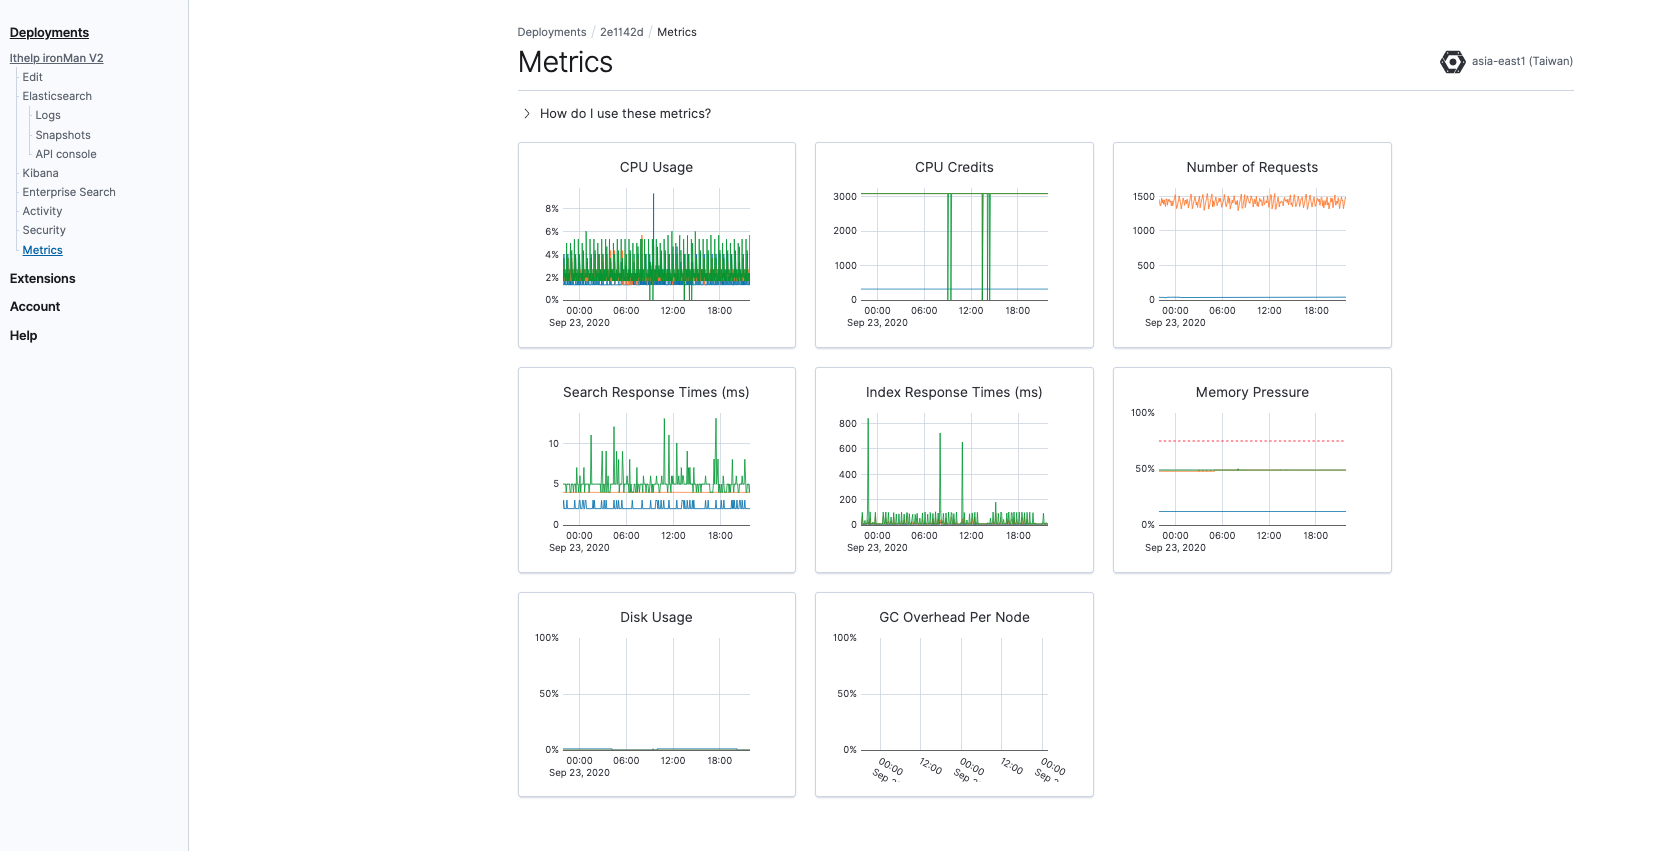 Deployments
Ithelp ironMan V2
Edit
Elasticsearch
Logs
Snapshots
API console
Kibana
Enterprise Search
Activity
Security
Metrics
Extensions
Account
Help
Deployments / 2e1142d / Metrics
Metrics
asia-east1 (Taiwan)
How do I use these metrics?
CPU Usage
8%
6%
4%
2%
0%
00:00 06:00 12:00 18:00
Sep 23, 2020
CPU Credits
3000
2000
1000
0
00:00 06:00 12:00 18:00
Sep 23, 2020
Number of Requests
1500
1000
500
0
00:00 06:00 12:00 18:00
Sep 23, 2020
Search Response Times (ms)
10
5
0
00:00 06:00 12:00 18:00
Sep 23, 2020
Index Response Times (ms)
800
600
400
200
0
00:00 06:00 12:00 18:00
Sep 23, 2020
Memory Pressure
100%
50%
0%
00:00 06:00 12:00 18:00
Sep 23, 2020
Disk Usage
100%
50%
0%
00:00 06:00 12:00 18:00
Sep 23, 2020
GC Overhead Per Node
100%
50%
0%
00:00 12:00 00:00 12:00 00:00
Sep Sep Sep